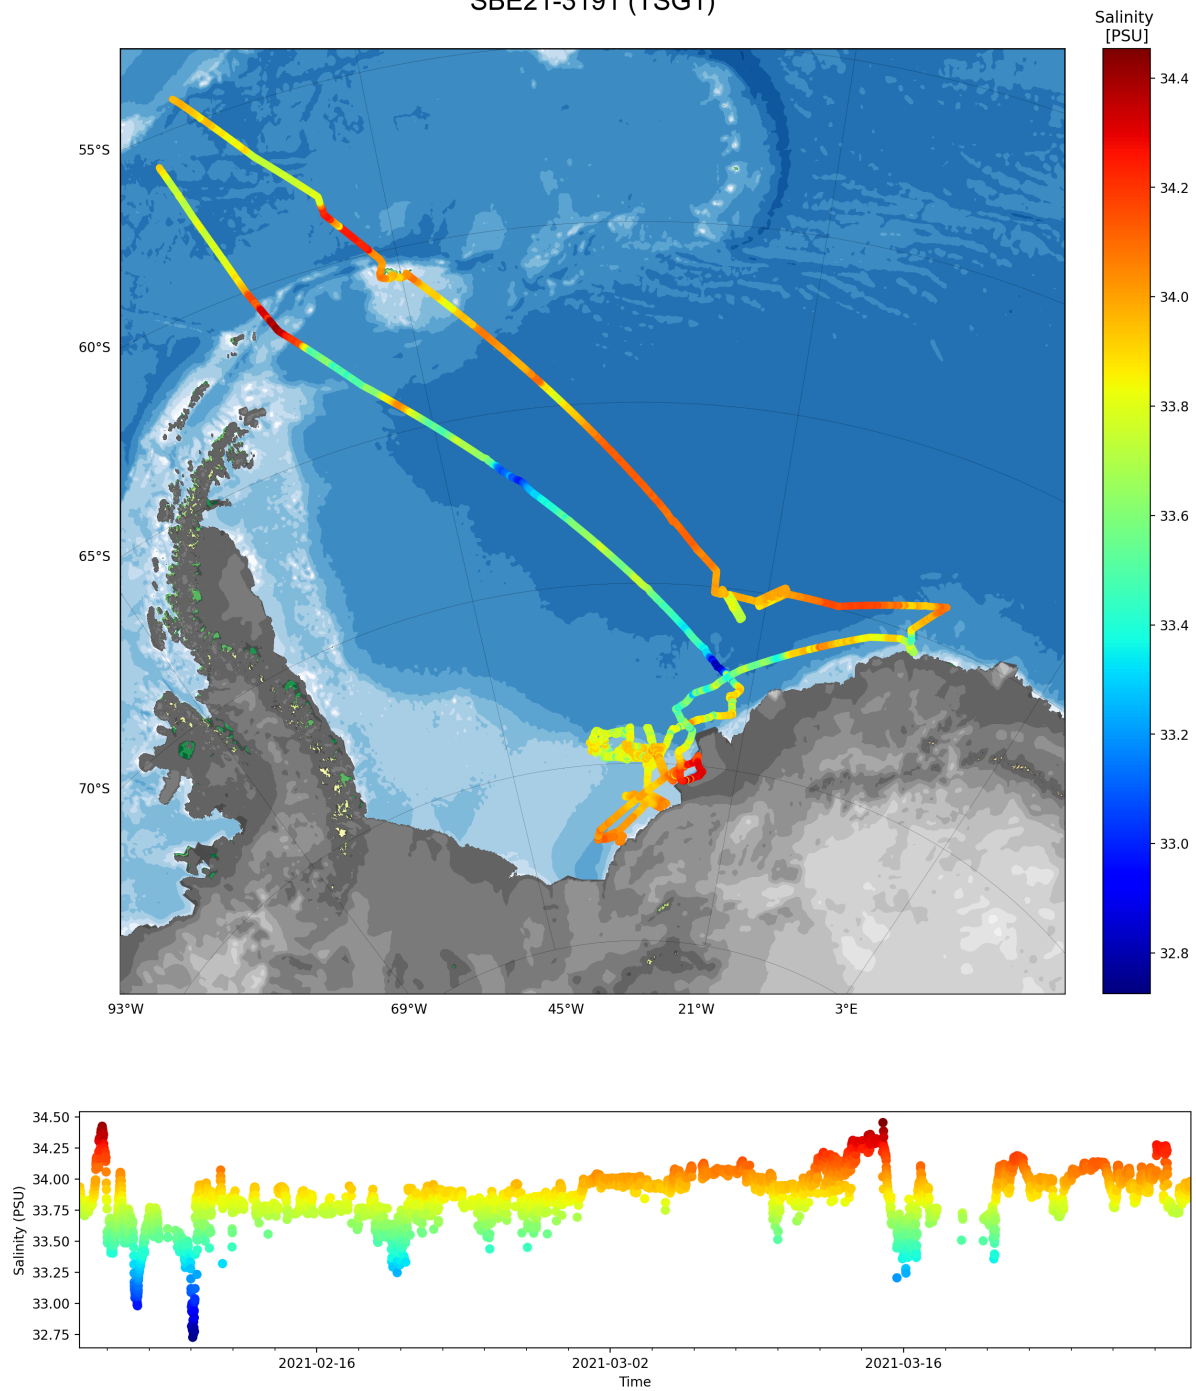 SBE21-3191 (TSG1)
Salinity
[PSU]
55°S
60°S
65°S
70°S
93°W
69°W
45°W
21°W
3°E
34.4
34.2
34.0
33.8
33.6
33.4
33.2
33.0
32.8
34.50
34.25
34.00
33.75
33.50
33.25
33.00
32.75
Salinity (PSU)
2021-02-16
2021-03-02
2021-03-16
Time